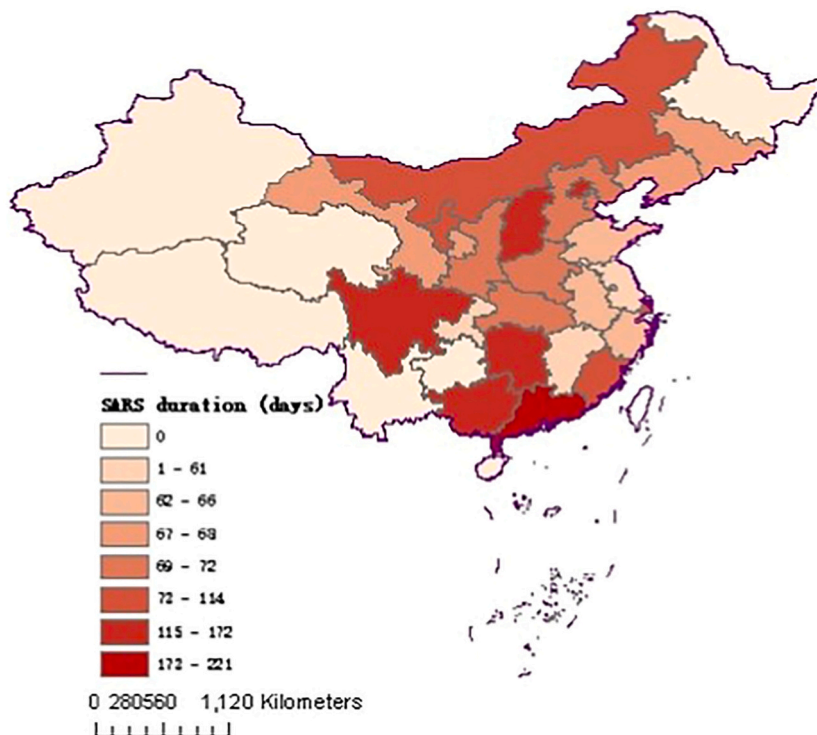 SARS duration (days)
0
1 - 61
62 - 66
67 - 68
69 - 72
72 - 114
115 - 172
172 - 221
0 280560 1,120 Kilometers